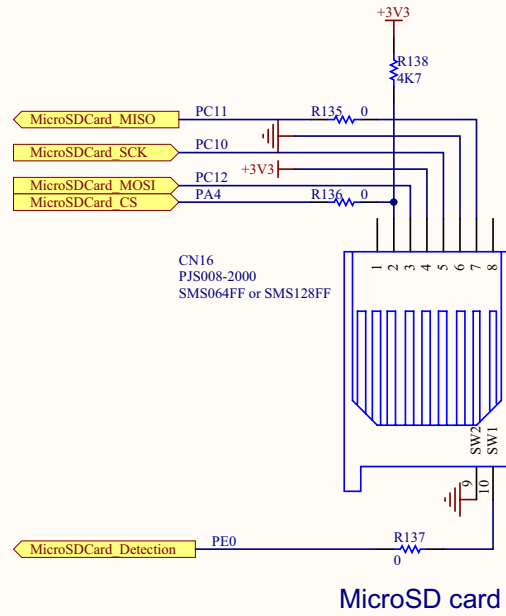 +3V3
R138
4K7
MicroSDCard_MISO PC11 R135 0
MicroSDCard_SCK PC10
+3V3
MicroSDCard_MOSI PC12
MicroSDCard_CS PA4 R136 0
CN16
PJS008-2000
SMS064FF or SMS128FF
1 2 3 4 5 6 7 8
SW2 SW1
9 10
MicroSDCard_Detection PE0 R137
0
MicroSD card